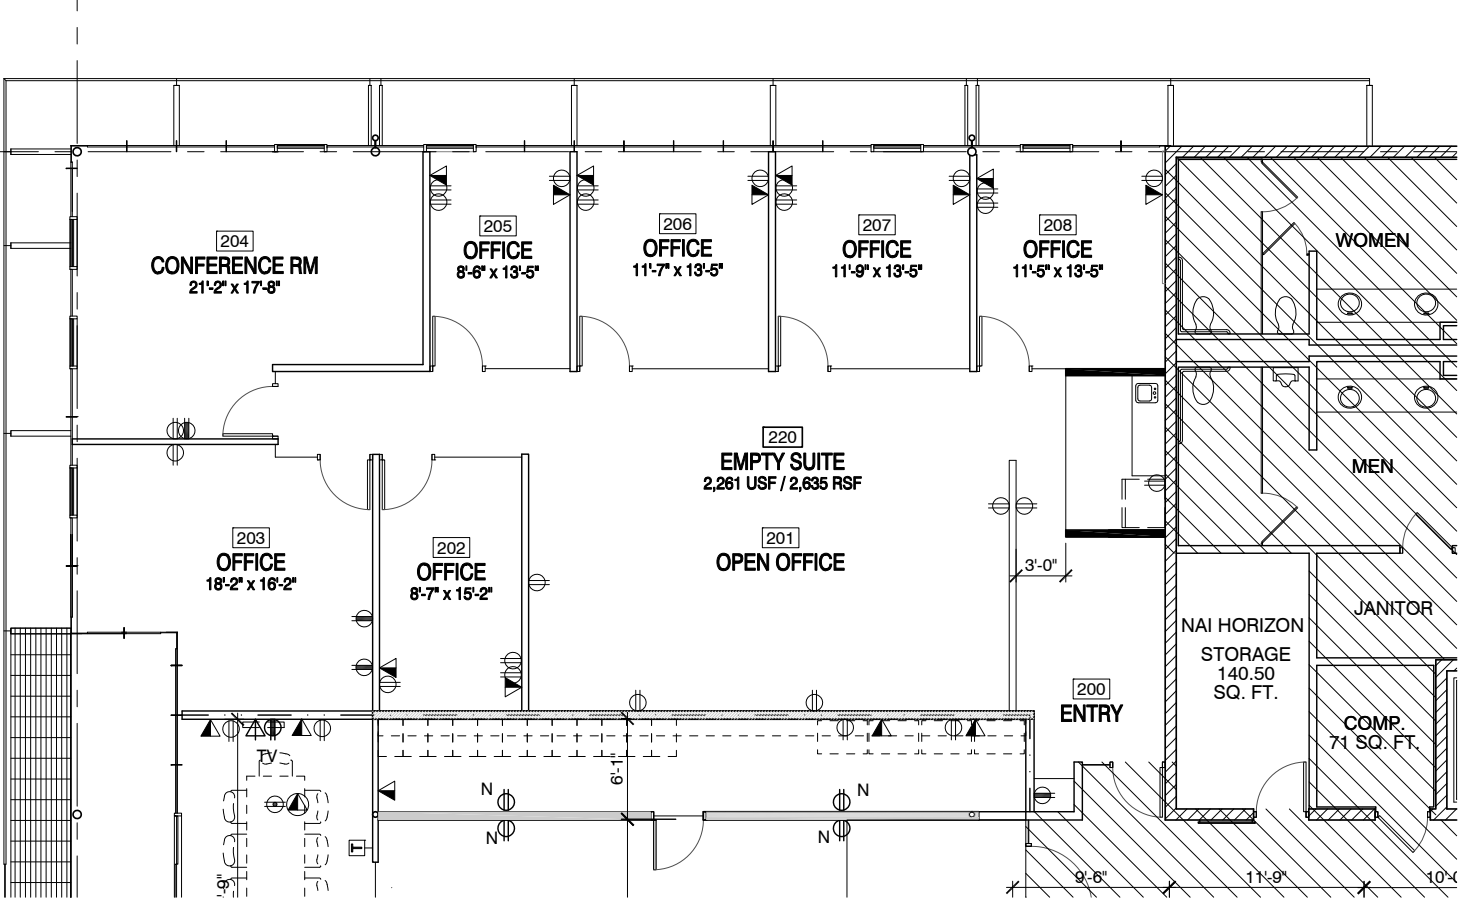 204
CONFERENCE RM
21'-2" x 17'-8"
205
OFFICE
8'-6" x 13'-5"
206
OFFICE
11'-7" x 13'-5"
207
OFFICE
11'-9" x 13'-5"
208
OFFICE
11'-5" x 13'-5"
WOMEN
220
EMPTY SUITE
2,261 USF / 2,635 RSF
MEN
203
OFFICE
18'-2" x 16'-2"
202
OFFICE
8'-7" x 15'-2"
201
OPEN OFFICE
3'-0"
NAI HORIZON
STORAGE
140.50
SQ. FT.
JANITOR
200
ENTRY
COMP.
71 SQ. FT.
TV
6'-1"
N
N
N
N
T
-9"
9'-6"
11'-9"
10'-0